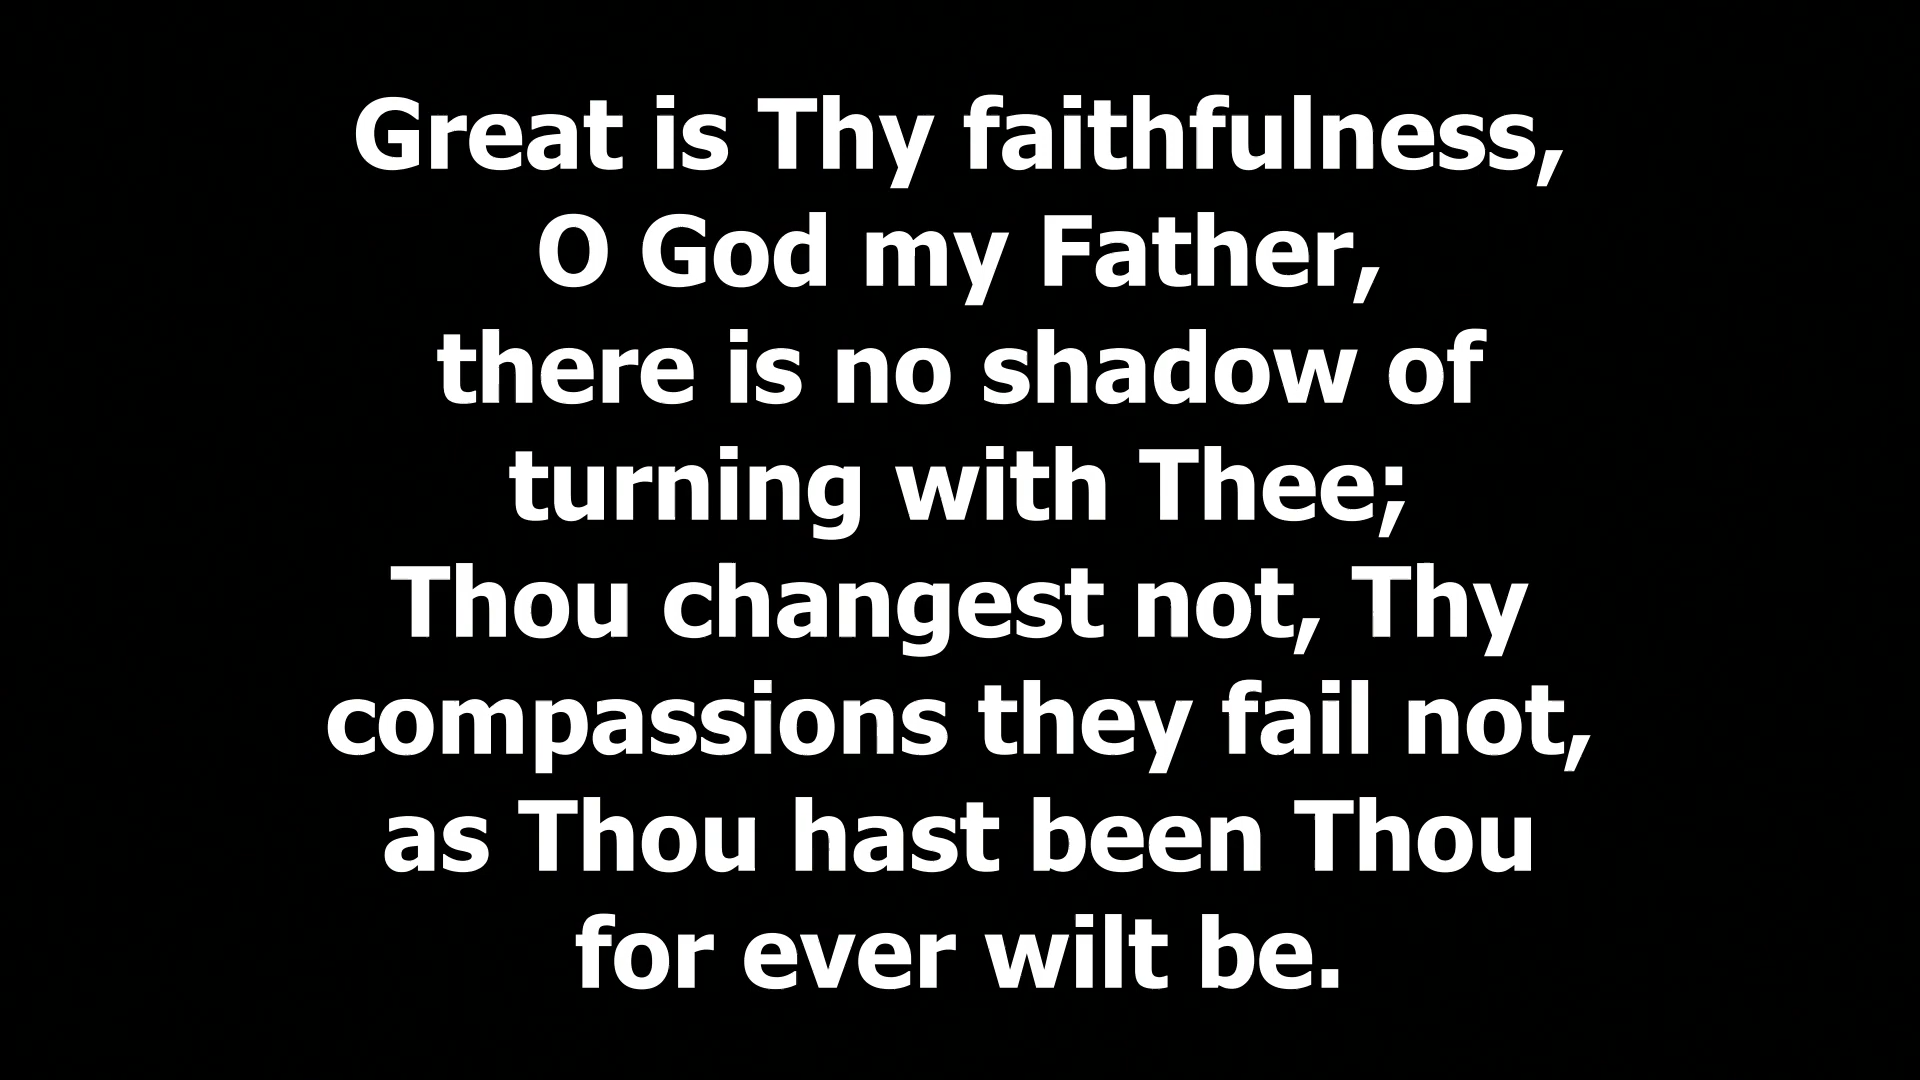 Great is Thy faithfulness,
O God my Father,
there is no shadow of
turning with Thee;
Thou changest not, Thy
compassions they fail not,
as Thou hast been Thou
for ever wilt be.